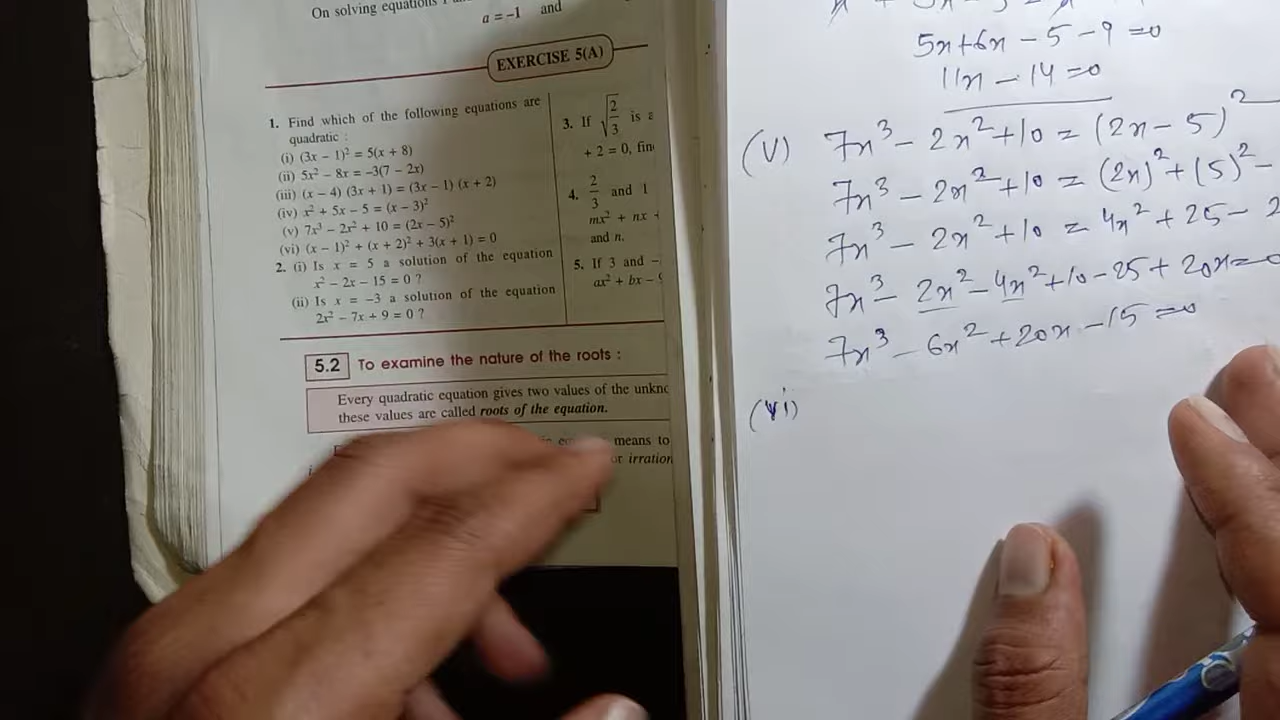 On solving equations
a = –1 and
EXERCISE 5(A)
1. Find which of the following equations are
quadratic :
(i) (3x – 1)² = 5(x + 8)
(ii) 5x² – 8x = –3(7 – 2x)
(iii) (x – 4) (3x + 1) = (3x – 1) (x + 2)
(iv) x² + 5x – 5 = (x – 3)²
(v) 7x³ – 2x² + 10 = (2x – 5)²
(vi) (x – 1)² + (x + 2)² + 3(x + 1) = 0
2. (i) Is x = 5 a solution of the equation
x² – 2x – 15 = 0 ?
(ii) Is x = –3 a solution of the equation
2x² – 7x + 9 = 0 ?
3. If √2/3 is a
+ 2 = 0, fin
4. 2/3 and 1
mx² + nx +
and n.
5. If 3 and –
ax² + bx –
5.2 To examine the nature of the roots :
Every quadratic equation gives two values of the unkno
these values are called roots of the equation.
means to
or irration
5x+6x – 5 – 9 =0
11x – 14 =0
(V) 7x³ – 2x² +10 = (2x – 5)²
7x³ – 2x² +10 = (2x)² + (5)² –
7x³ – 2x² +10 = 4x² + 25 – 2
7x³ – 2x² – 4x² +10 – 25 + 20x =0
7x³ – 6x² +20x –15 =0
(vi)